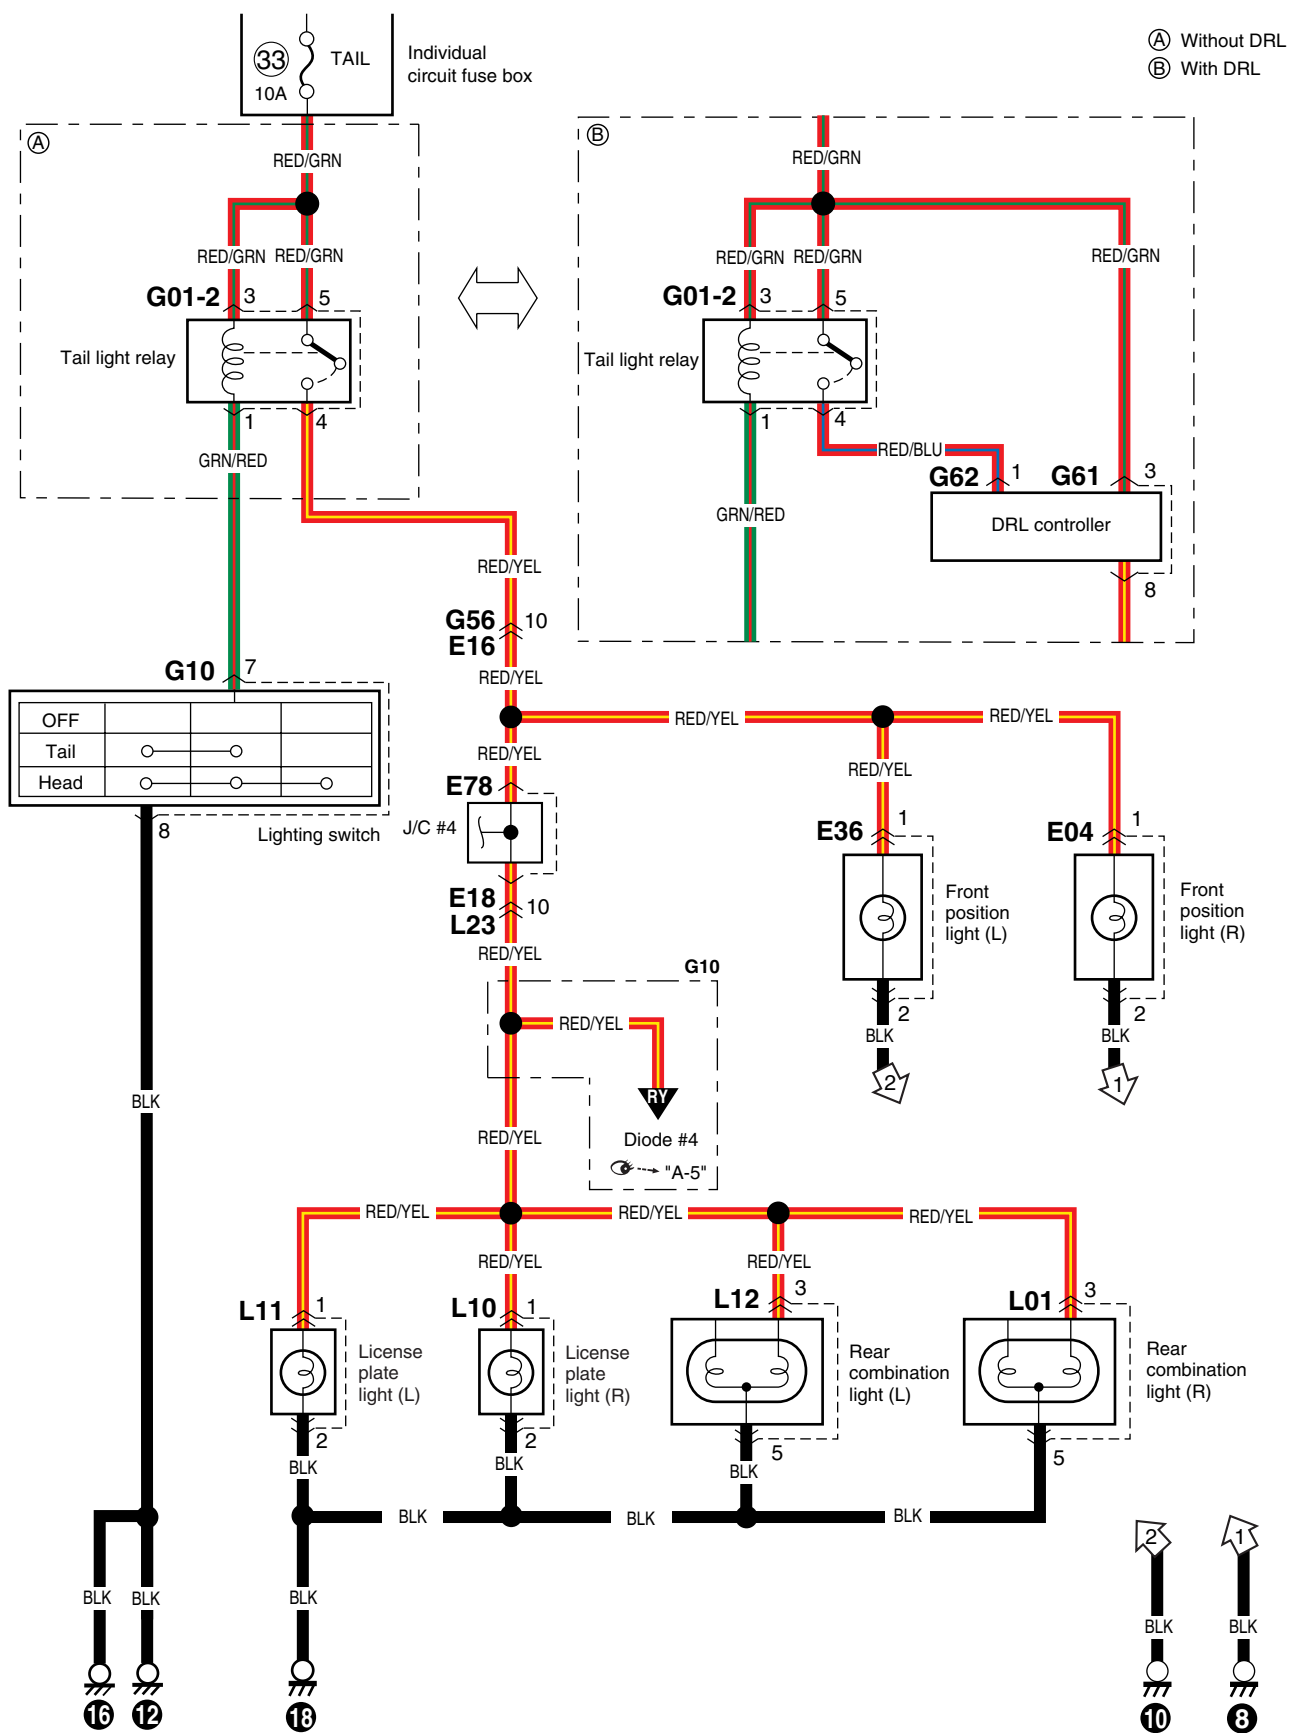 33
TAIL
10A
Individual
circuit fuse box
A Without DRL
B With DRL
A
B
RED/GRN
RED/GRN
RED/GRN
RED/GRN
RED/GRN
RED/GRN
RED/GRN
G01-2
3
5
G01-2
3
5
Tail light relay
Tail light relay
1
4
1
4
GRN/RED
RED/BLU
G62
1
G61
3
GRN/RED
DRL controller
RED/YEL
8
G56
10
E16
G10
7
RED/YEL
OFF
RED/YEL
RED/YEL
Tail
RED/YEL
RED/YEL
Head
E78
8
Lighting switch
J/C #4
E36
1
E04
1
E18
10
L23
Front
position
light (L)
Front
position
light (R)
RED/YEL
G10
2
2
RED/YEL
BLK
BLK
2
1
BLK
RY
RED/YEL
Diode #4
"A-5"
RED/YEL
RED/YEL
RED/YEL
RED/YEL
RED/YEL
L11
1
L10
1
L12
3
L01
3
License
plate
light (L)
License
plate
light (R)
Rear
combination
light (L)
Rear
combination
light (R)
2
2
5
5
BLK
BLK
BLK
BLK
BLK
BLK
2
1
BLK
BLK
BLK
BLK
BLK
16
12
18
10
8